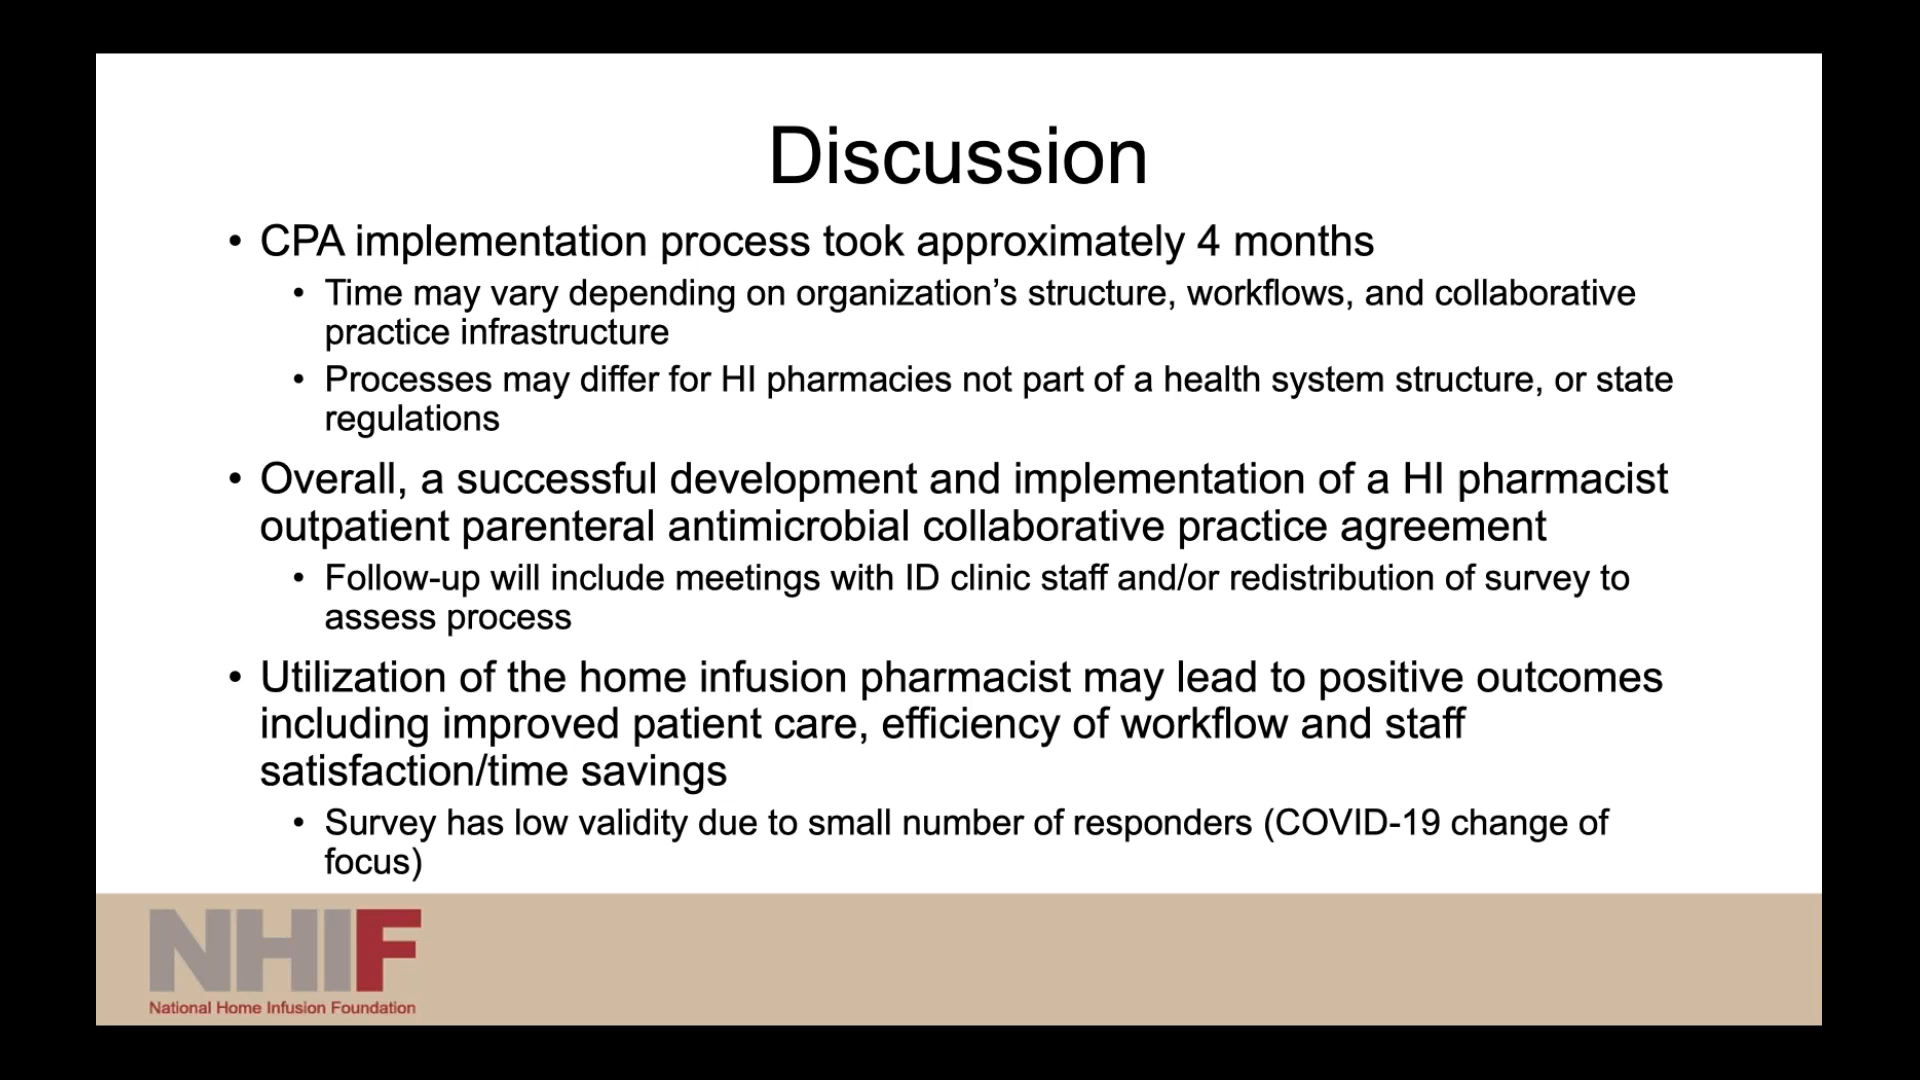 Discussion
• CPA implementation process took approximately 4 months
• Time may vary depending on organization’s structure, workflows, and collaborative
practice infrastructure
• Processes may differ for HI pharmacies not part of a health system structure, or state
regulations
• Overall, a successful development and implementation of a HI pharmacist
outpatient parenteral antimicrobial collaborative practice agreement
• Follow-up will include meetings with ID clinic staff and/or redistribution of survey to
assess process
• Utilization of the home infusion pharmacist may lead to positive outcomes
including improved patient care, efficiency of workflow and staff
satisfaction/time savings
• Survey has low validity due to small number of responders (COVID-19 change of
focus)
NHIF
National Home Infusion Foundation